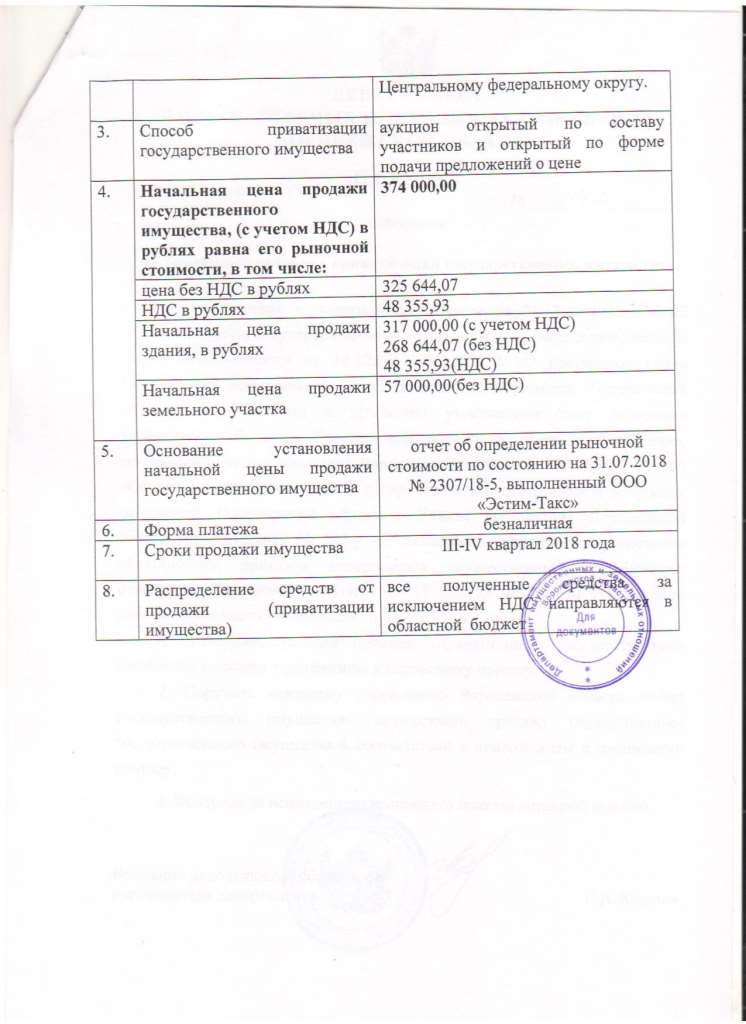 Центральному федеральному округу.
3. Способ приватизации
государственного имущества
аукцион открытый по составу
участников и открытый по форме
подачи предложений о цене
4. Начальная цена продажи
государственного
имущества, (с учетом НДС) в
рублях равна его рыночной
стоимости, в том числе:
374 000,00
цена без НДС в рублях 325 644,07
НДС в рублях 48 355,93
Начальная цена продажи
здания, в рублях
317 000,00 (с учетом НДС)
268 644,07 (без НДС)
48 355,93(НДС)
Начальная цена продажи
земельного участка
57 000,00(без НДС)
5. Основание установления
начальной цены продажи
государственного имущества
отчет об определении рыночной
стоимости по состоянию на 31.07.2018
№ 2307/18-5, выполненный ООО
«Эстим-Такс»
6. Форма платежа безналичная
7. Сроки продажи имущества III-IV квартал 2018 года
8. Распределение средств от
продажи (приватизации
имущества)
все полученные средства за
исключением НДС направляются в
областной бюджет
Департамент имущественных и земельных отношений
Воронежской области
Для
документов